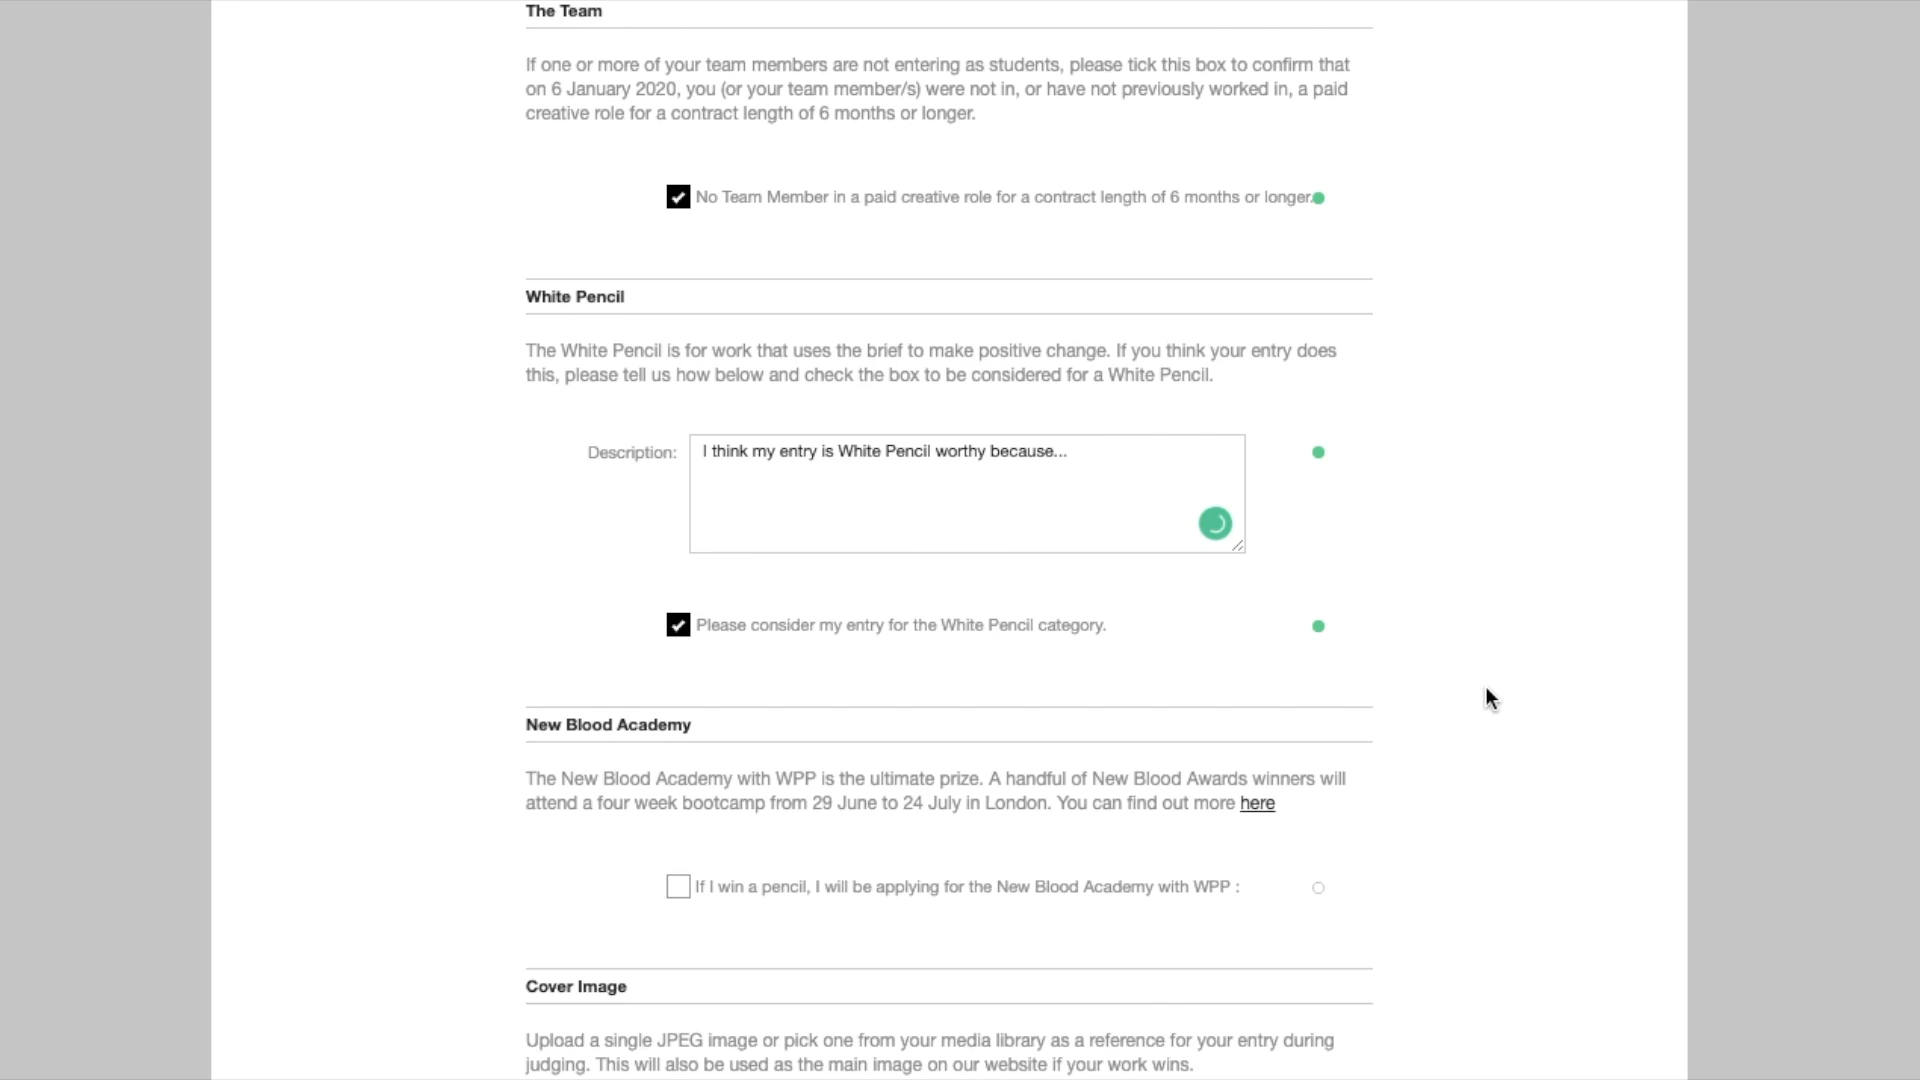 The Team
If one or more of your team members are not entering as students, please tick this box to confirm that
on 6 January 2020, you (or your team member/s) were not in, or have not previously worked in, a paid
creative role for a contract length of 6 months or longer.
No Team Member in a paid creative role for a contract length of 6 months or longer.
White Pencil
The White Pencil is for work that uses the brief to make positive change. If you think your entry does
this, please tell us how below and check the box to be considered for a White Pencil.
Description: I think my entry is White Pencil worthy because...
Please consider my entry for the White Pencil category.
New Blood Academy
The New Blood Academy with WPP is the ultimate prize. A handful of New Blood Awards winners will
attend a four week bootcamp from 29 June to 24 July in London. You can find out more here
If I win a pencil, I will be applying for the New Blood Academy with WPP :
Cover Image
Upload a single JPEG image or pick one from your media library as a reference for your entry during
judging. This will also be used as the main image on our website if your work wins.